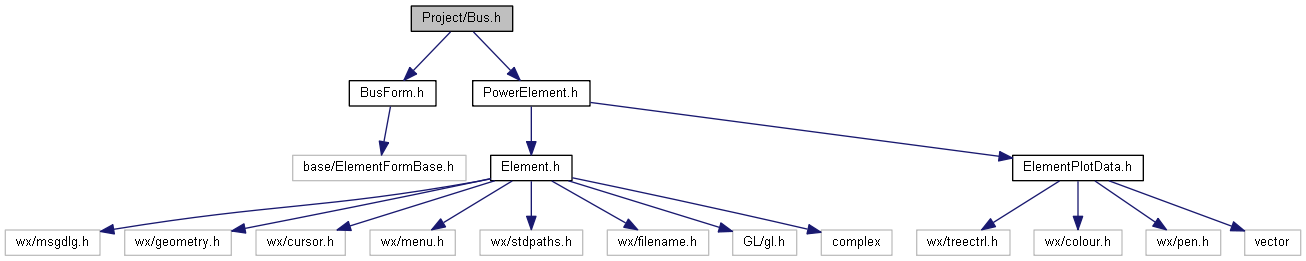 Project/Bus.h
BusForm.h
PowerElement.h
base/ElementFormBase.h
Element.h
ElementPlotData.h
wx/msgdlg.h
wx/geometry.h
wx/cursor.h
wx/menu.h
wx/stdpaths.h
wx/filename.h
GL/gl.h
complex
wx/treectrl.h
wx/colour.h
wx/pen.h
vector